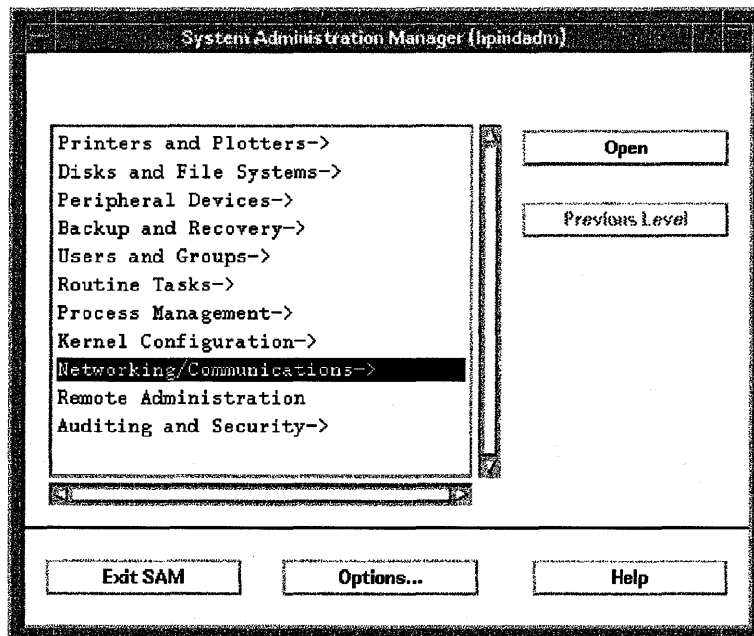 System Administration Manager (hpindadm)
Printers and Plotters->
Disks and File Systems->
Peripheral Devices->
Backup and Recovery->
Users and Groups->
Routine Tasks->
Process Management->
Kernel Configuration->
Networking/Communications->
Remote Administration
Auditing and Security->
Open
Previous Level
Exit SAM
Options...
Help